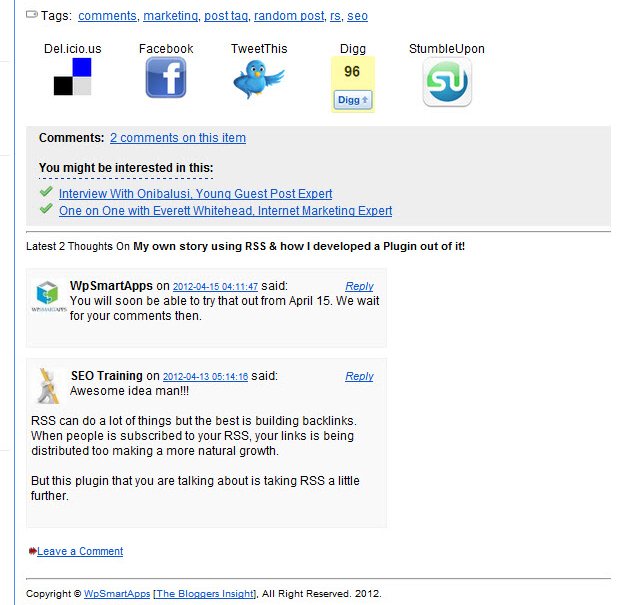 Tags: comments, marketing, post tag, random post, rs, seo
Del.icio.us Facebook TweetThis Digg StumbleUpon
96
Digg
Comments: 2 comments on this item
You might be interested in this:
Interview With Onibalusi, Young Guest Post Expert
One on One with Everett Whitehead, Internet Marketing Expert
Latest 2 Thoughts On My own story using RSS & how I developed a Plugin out of it!
WpSmartApps on 2012-04-15 04:11:47 said: Reply
You will soon be able to try that out from April 15. We wait
for your comments then.
WPSMARTAPPS
SEO Training on 2012-04-13 05:14:16 said: Reply
Awesome idea man!!!
RSS can do a lot of things but the best is building backlinks.
When people is subscribed to your RSS, your links is being
distributed too making a more natural growth.
But this plugin that you are talking about is taking RSS a little
further.
Leave a Comment
Copyright © WpSmartApps [The Bloggers Insight], All Right Reserved. 2012.